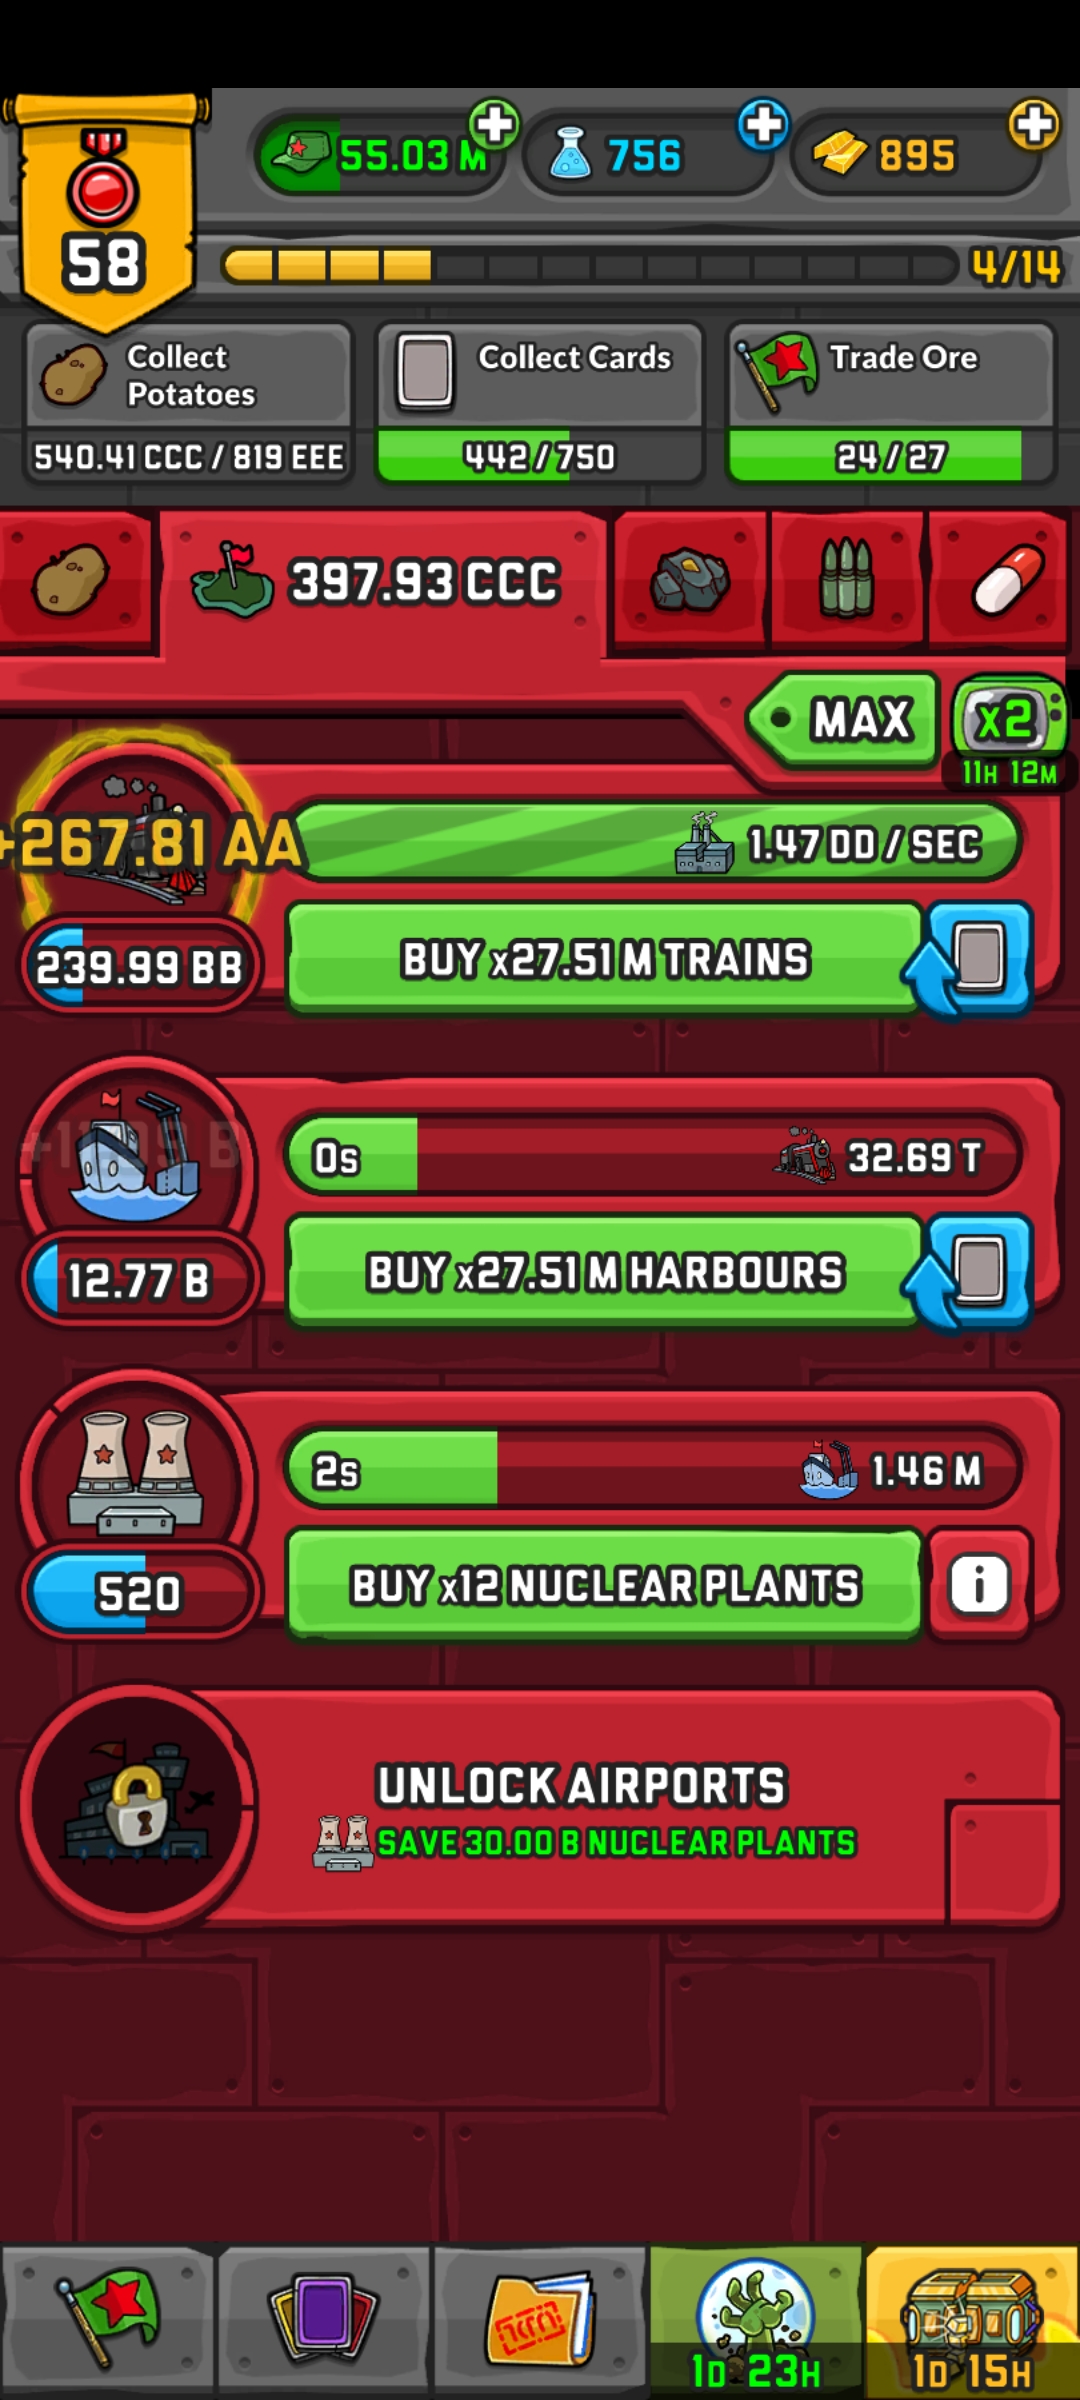 58
55.03 M
756
895
4/14
Collect
Potatoes
540.41 CCC / 819 EEE
Collect Cards
442/750
Trade Ore
24/27
397.93 CCC
MAX
x2
11H 12M
+267.81 AA
1.47 DD / SEC
239.99 BB
BUY x27.51 M TRAINS
0s
32.69 T
12.77 B
BUY x27.51 M HARBOURS
2s
1.46 M
520
BUY x12 NUCLEAR PLANTS
i
UNLOCK AIRPORTS
SAVE 30.00 B NUCLEAR PLANTS
1D 23H
1D 15H